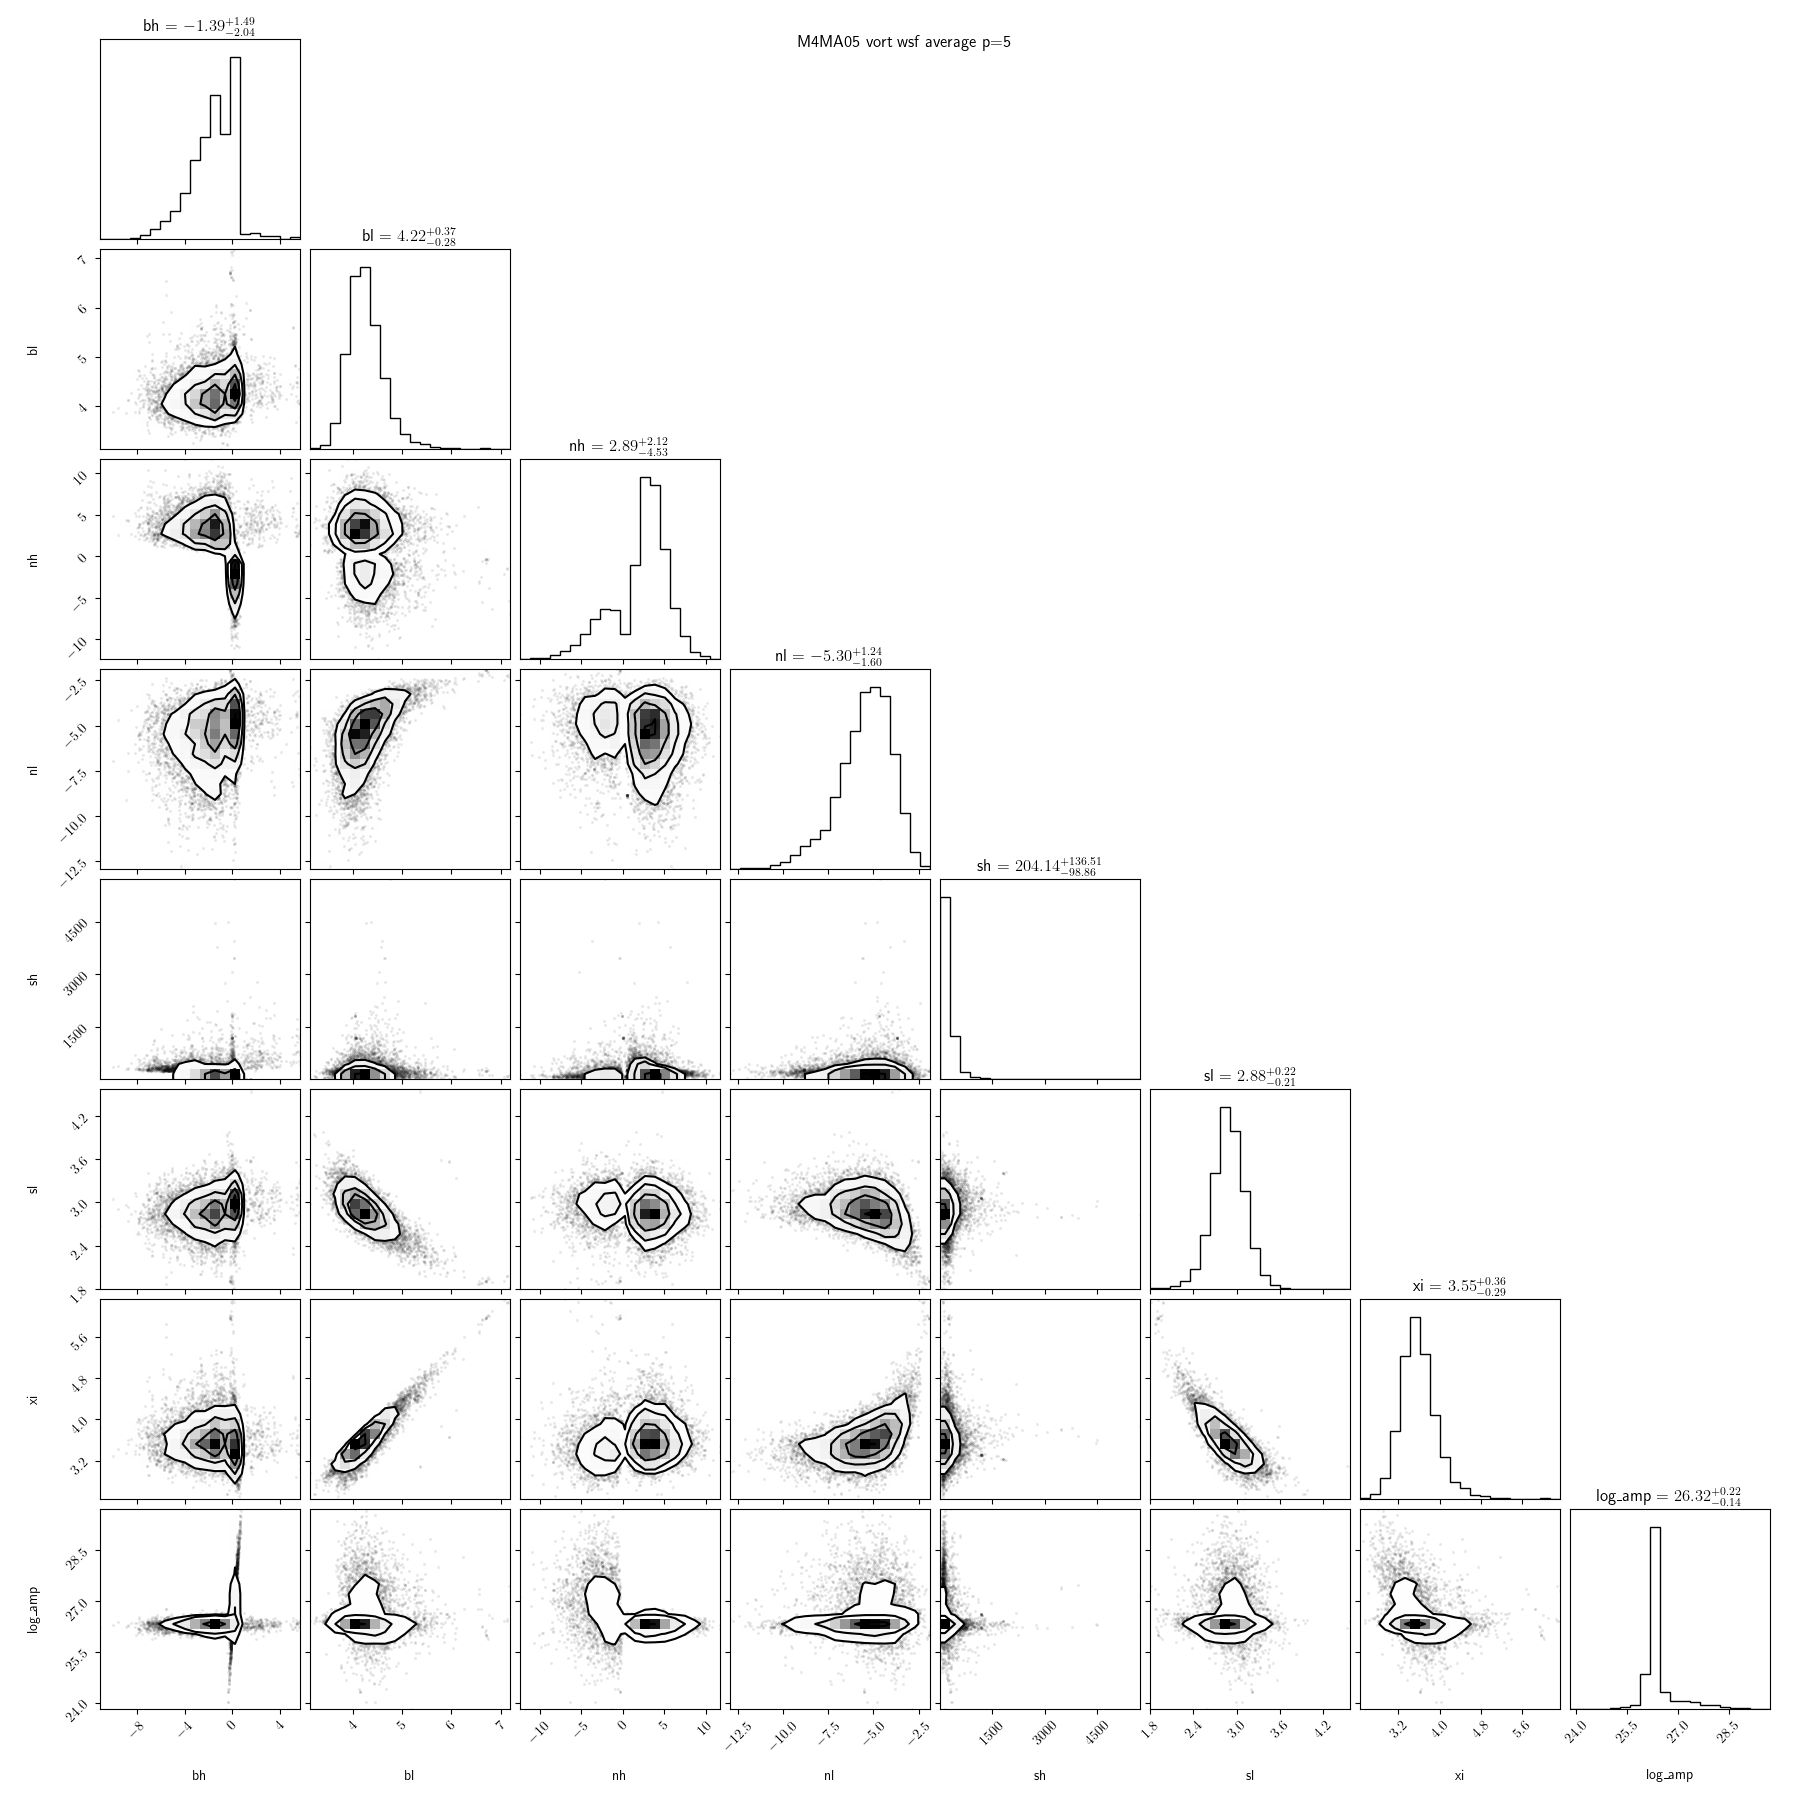 bh = −1.39+1.49−2.04
M4MA05 vort wsf average p=5
bl = 4.22+0.37−0.28
7
6
5
4
bl
nh = 2.89+2.12−4.53
10
5
0
−5
−10
nh
nl = −5.30+1.24−1.60
−2.5
−5.0
−7.5
−10.0
−12.5
nl
sh = 204.14+136.51−98.86
4500
3000
1500
sh
sl = 2.88+0.22−0.21
4.2
3.6
3.0
2.4
1.8
sl
xi = 3.55+0.36−0.29
5.6
4.8
4.0
3.2
xi
log_amp = 26.32+0.22−0.14
28.5
27.0
25.5
24.0
log_amp
−8 −4 0 4 4 5 6 7 −10 −5 0 5 10 −12.5 −10.0 −7.5 −5.0 −2.5 1500 3000 4500 1.8 2.4 3.0 3.6 4.2 3.2 4.0 4.8 5.6 24.0 25.5 27.0 28.5
bh bl nh nl sh sl xi log_amp